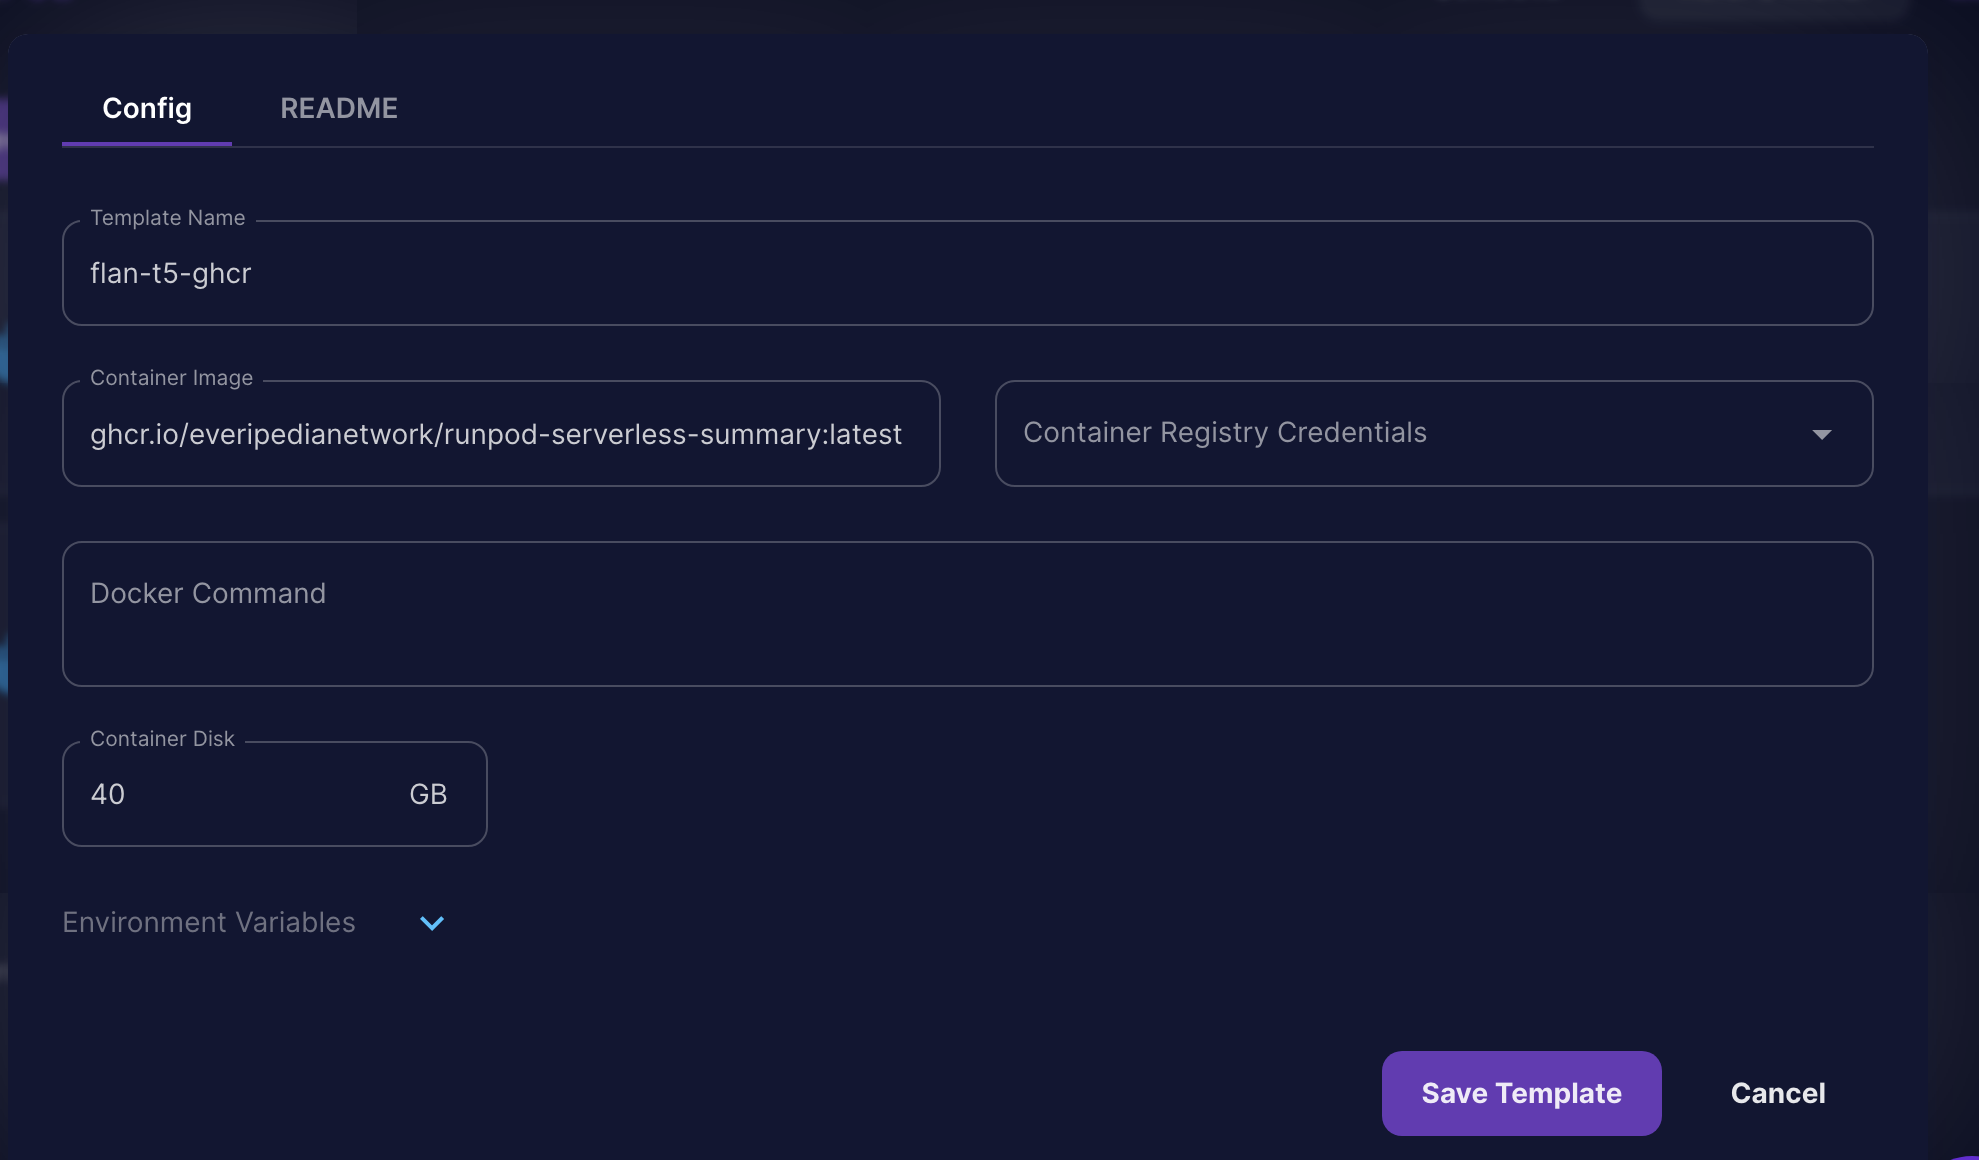 Config README
Template Name
flan-t5-ghcr
Container Image
ghcr.io/everipedianetwork/runpod-serverless-summary:latest
Container Registry Credentials
Docker Command
Container Disk
40 GB
Environment Variables
Save Template Cancel